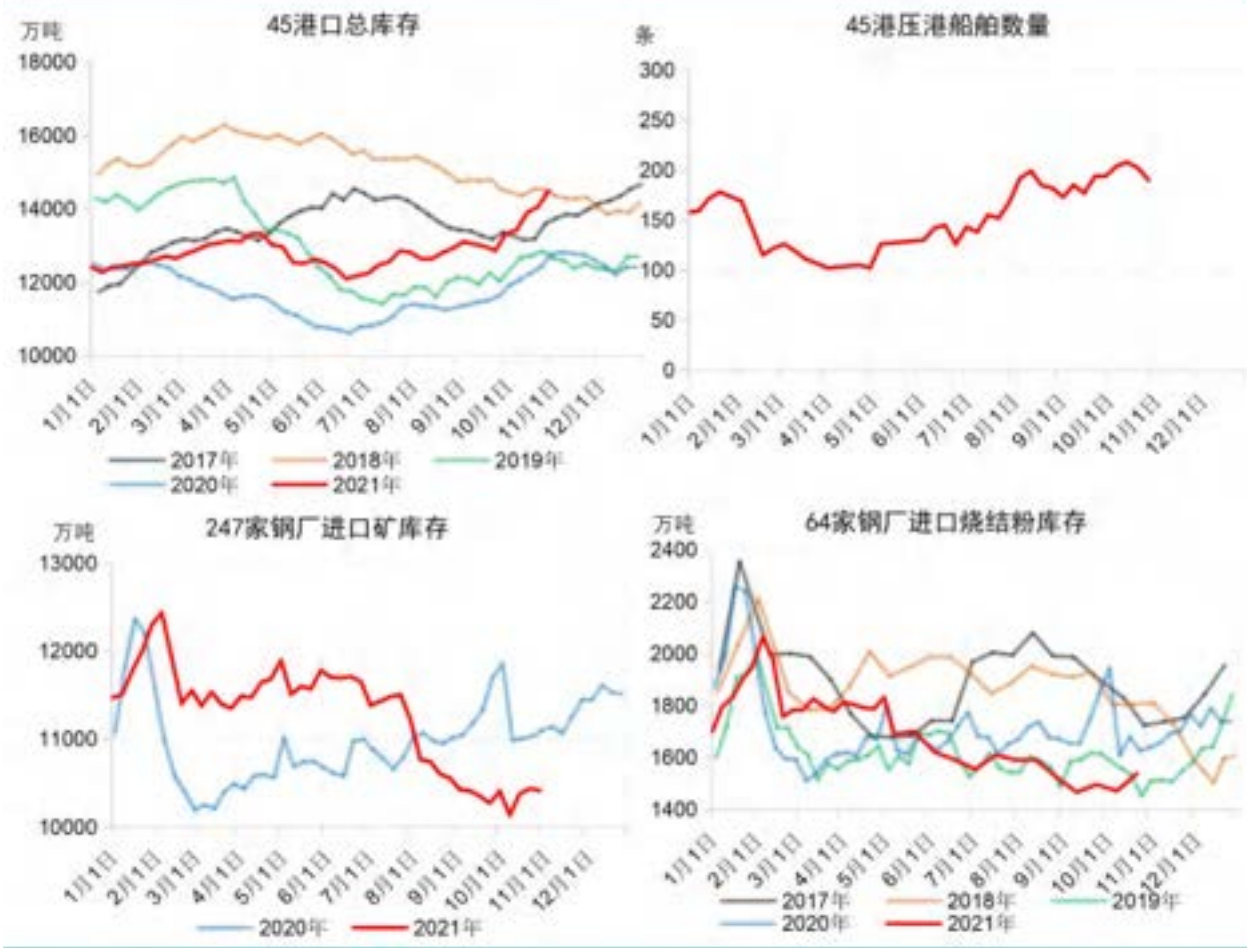 万吨
45港口总库存
18000
16000
14000
12000
10000
1月1日
2月1日
3月1日
4月1日
5月1日
6月1日
7月1日
8月1日
9月1日
10月1日
11月1日
12月1日
2017年 2018年 2019年
2020年 2021年
条
45港压港船舶数量
300
250
200
150
100
50
0
1月1日
2月1日
3月1日
4月1日
5月1日
6月1日
7月1日
8月1日
9月1日
10月1日
11月1日
12月1日
万吨
247家钢厂进口矿库存
13000
12000
11000
10000
1月1日
2月1日
3月1日
4月1日
5月1日
6月1日
7月1日
8月1日
9月1日
10月1日
11月1日
12月1日
2020年 2021年
万吨
64家钢厂进口烧结粉库存
2400
2200
2000
1800
1600
1400
1月1日
2月1日
3月1日
4月1日
5月1日
6月1日
7月1日
8月1日
9月1日
10月1日
11月1日
12月1日
2017年 2018年 2019年
2020年 2021年